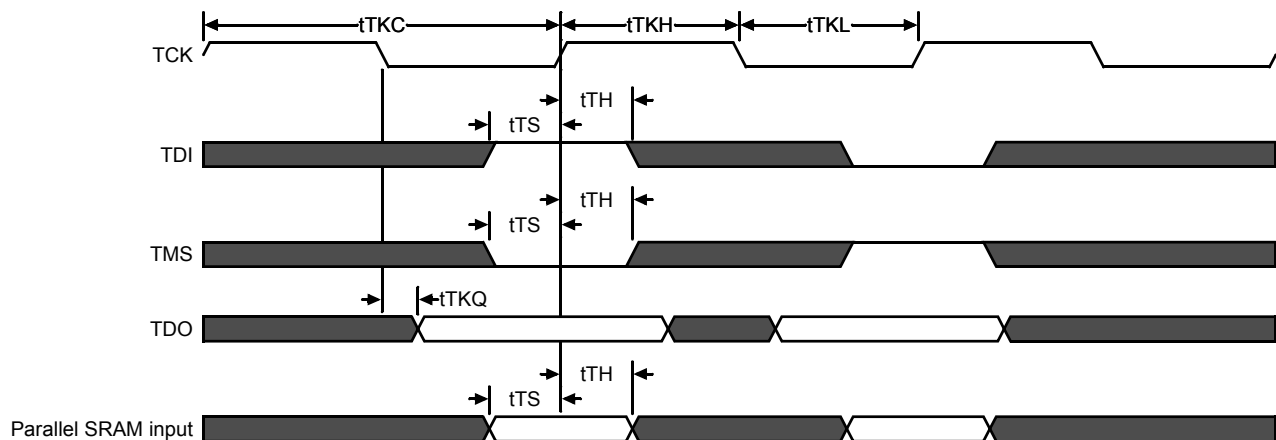 tTKC tTKH tTKL
TCK
tTH
tTS
TDI
tTH
tTS
TMS
tTKQ
TDO
tTH
tTS
Parallel SRAM input